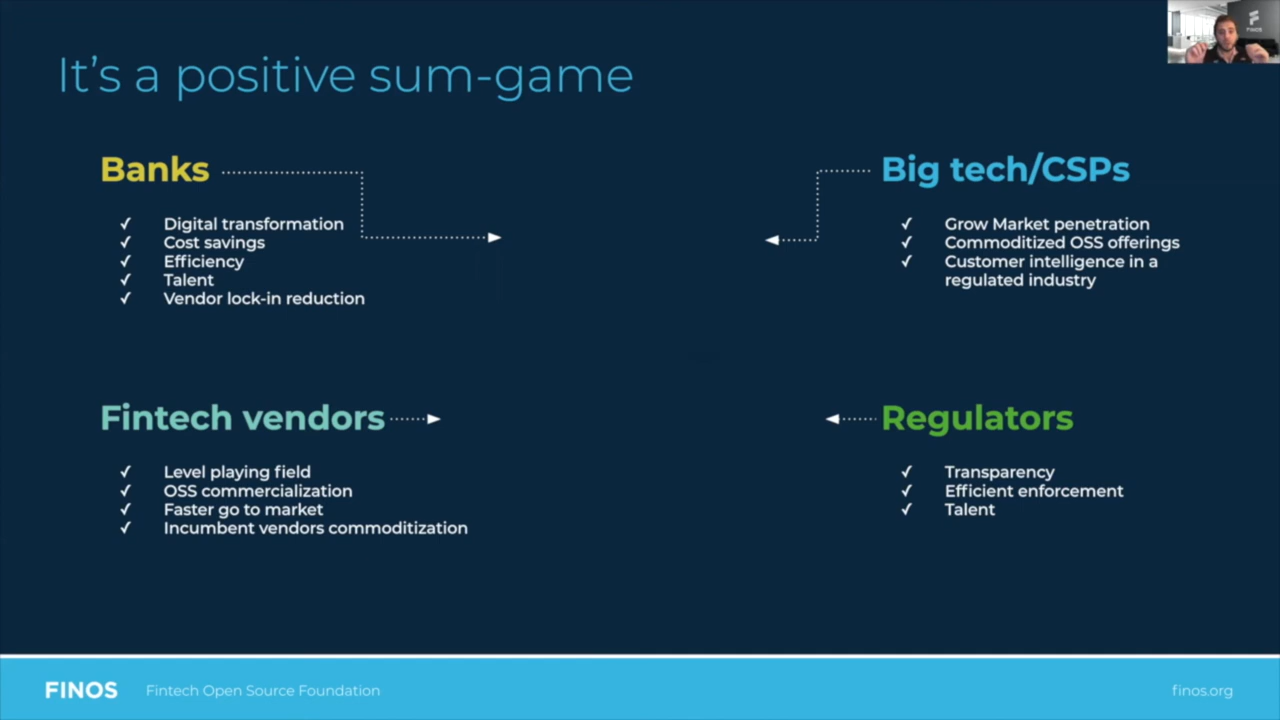 It's a positive sum-game
Banks
✓ Digital transformation
✓ Cost savings
✓ Efficiency
✓ Talent
✓ Vendor lock-in reduction
Big tech/CSPs
✓ Grow Market penetration
✓ Commoditized OSS offerings
✓ Customer intelligence in a
regulated industry
Fintech vendors
✓ Level playing field
✓ OSS commercialization
✓ Faster go to market
✓ Incumbent vendors commoditization
Regulators
✓ Transparency
✓ Efficient enforcement
✓ Talent
FINOS Fintech Open Source Foundation
finos.org
FINOS